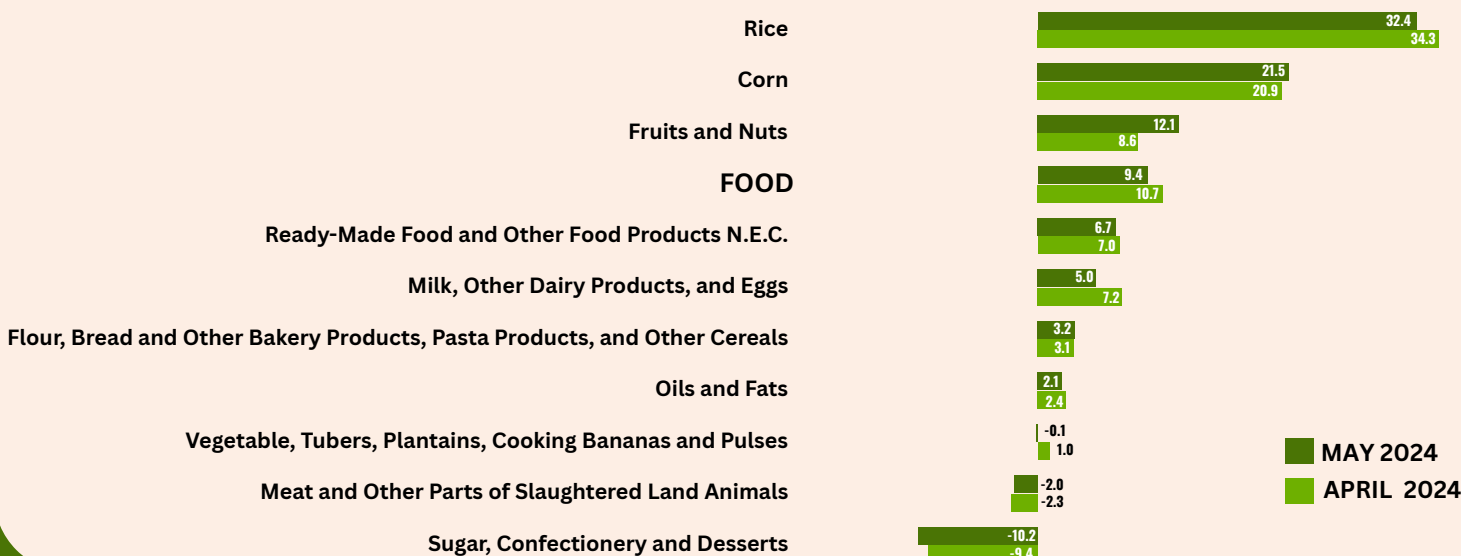 Rice
32.4
34.3
Corn
21.5
20.9
Fruits and Nuts
12.1
8.6
FOOD
9.4
10.7
Ready-Made Food and Other Food Products N.E.C.
6.7
7.0
Milk, Other Dairy Products, and Eggs
5.0
7.2
Flour, Bread and Other Bakery Products, Pasta Products, and Other Cereals
3.2
3.1
Oils and Fats
2.1
2.4
Vegetable, Tubers, Plantains, Cooking Bananas and Pulses
-0.1
1.0
Meat and Other Parts of Slaughtered Land Animals
-2.0
-2.3
Sugar, Confectionery and Desserts
-10.2
-9.4
MAY 2024
APRIL 2024